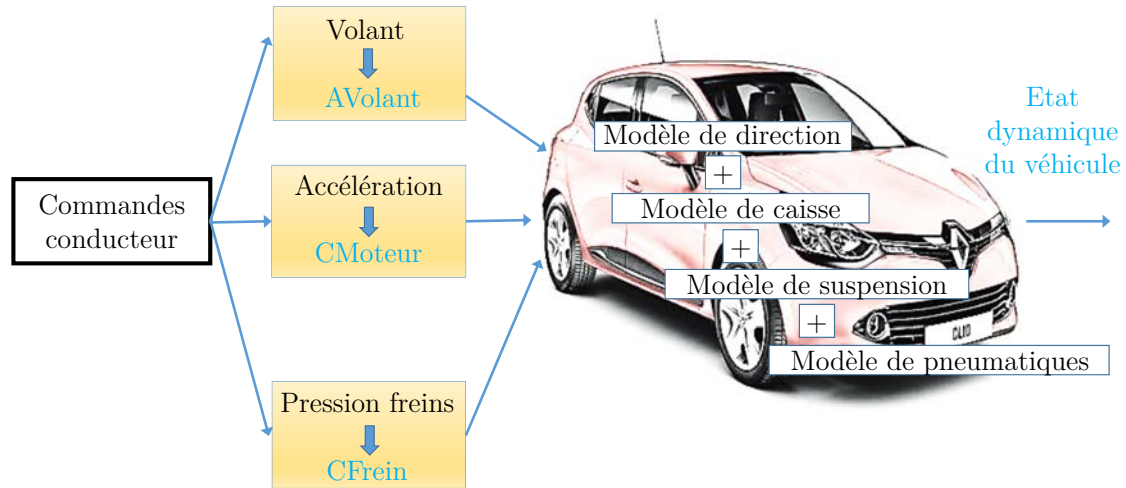 Commandes
conducteur
Volant
AVolant
Accélération
CMoteur
Pression freins
CFrein
Modèle de direction
+
Modèle de caisse
+
Modèle de suspension
+
Modèle de pneumatiques
CLIO
Etat
dynamique
du véhicule